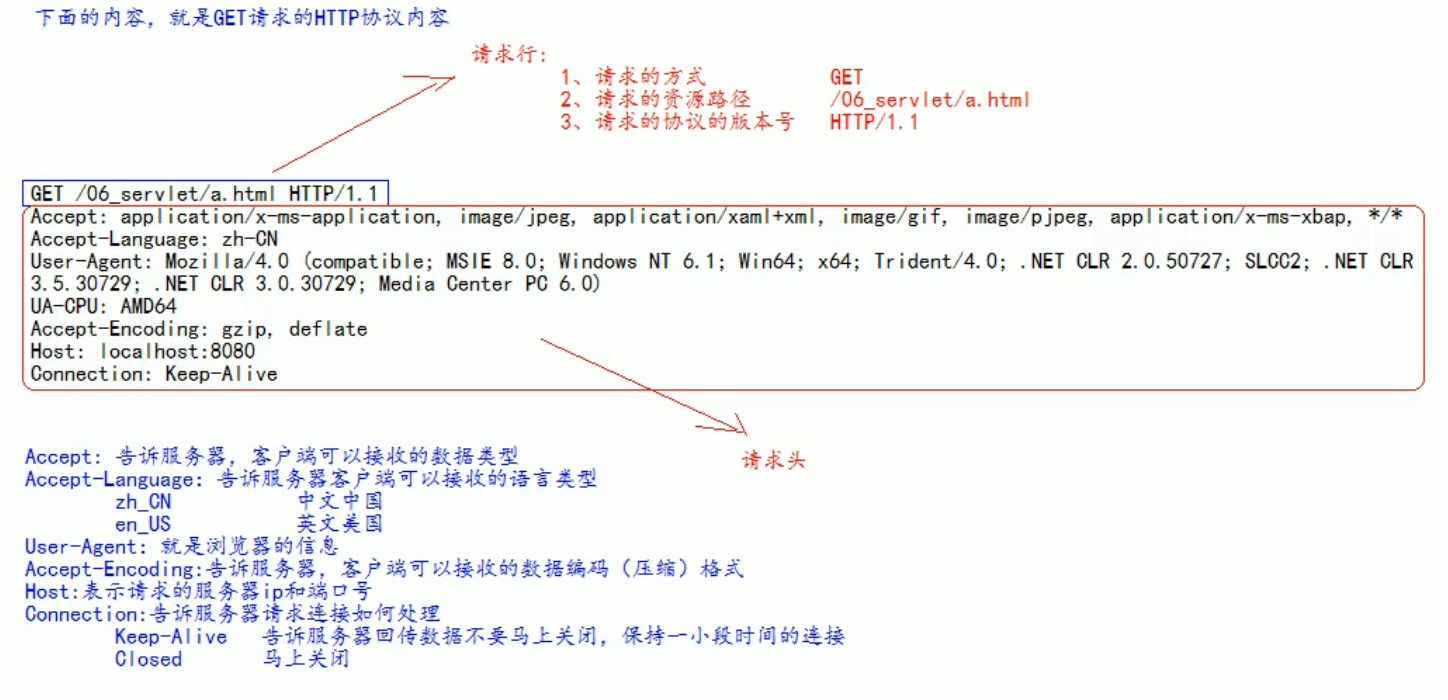 下面的内容，就是GET请求的HTTP协议内容
请求行：
1、请求的方式 GET
2、请求的资源路径 /06_servlet/a.html
3、请求的协议的版本号 HTTP/1.1
GET /06_servlet/a.html HTTP/1.1
Accept: application/x-ms-application, image/jpeg, application/xaml+xml, image/gif, image/pjpeg, application/x-ms-xbap, */*
Accept-Language: zh-CN
User-Agent: Mozilla/4.0 (compatible; MSIE 8.0; Windows NT 6.1; Win64; x64; Trident/4.0; .NET CLR 2.0.50727; SLCC2; .NET CLR
3.5.30729; .NET CLR 3.0.30729; Media Center PC 6.0)
UA-CPU: AMD64
Accept-Encoding: gzip, deflate
Host: localhost:8080
Connection: Keep-Alive
请求头
Accept: 告诉服务器，客户端可以接收的数据类型
Accept-Language: 告诉服务器客户端可以接收的语言类型
zh_CN 中文中国
en_US 英文美国
User-Agent: 就是浏览器的信息
Accept-Encoding:告诉服务器，客户端可以接收的数据编码（压缩）格式
Host:表示请求的服务器ip和端口号
Connection:告诉服务器请求连接如何处理
Keep-Alive 告诉服务器回传数据不要马上关闭，保持一小段时间的连接
Closed 马上关闭